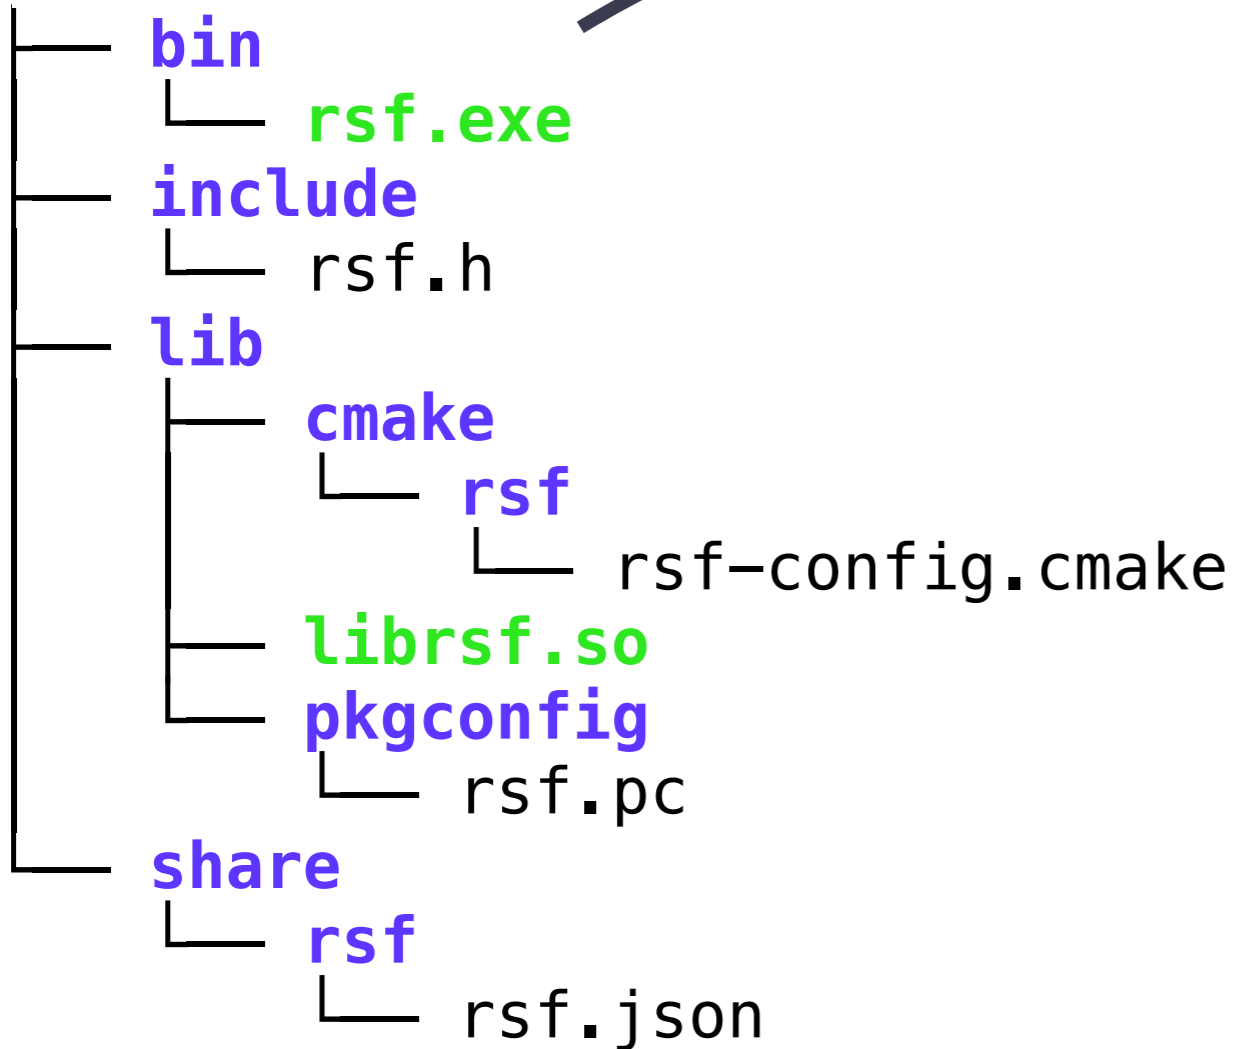 bin
rsf.exe
include
rsf.h
lib
cmake
rsf
rsf-config.cmake
librsf.so
pkgconfig
rsf.pc
share
rsf
rsf.json